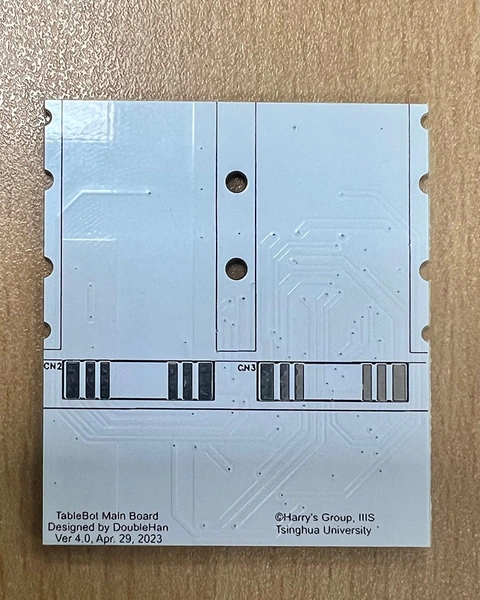 CN2
CN3
TableBot Main Board
Designed by DoubleHan
Ver 4.0, Apr. 29, 2023
©Harry's Group, IIIS
Tsinghua University